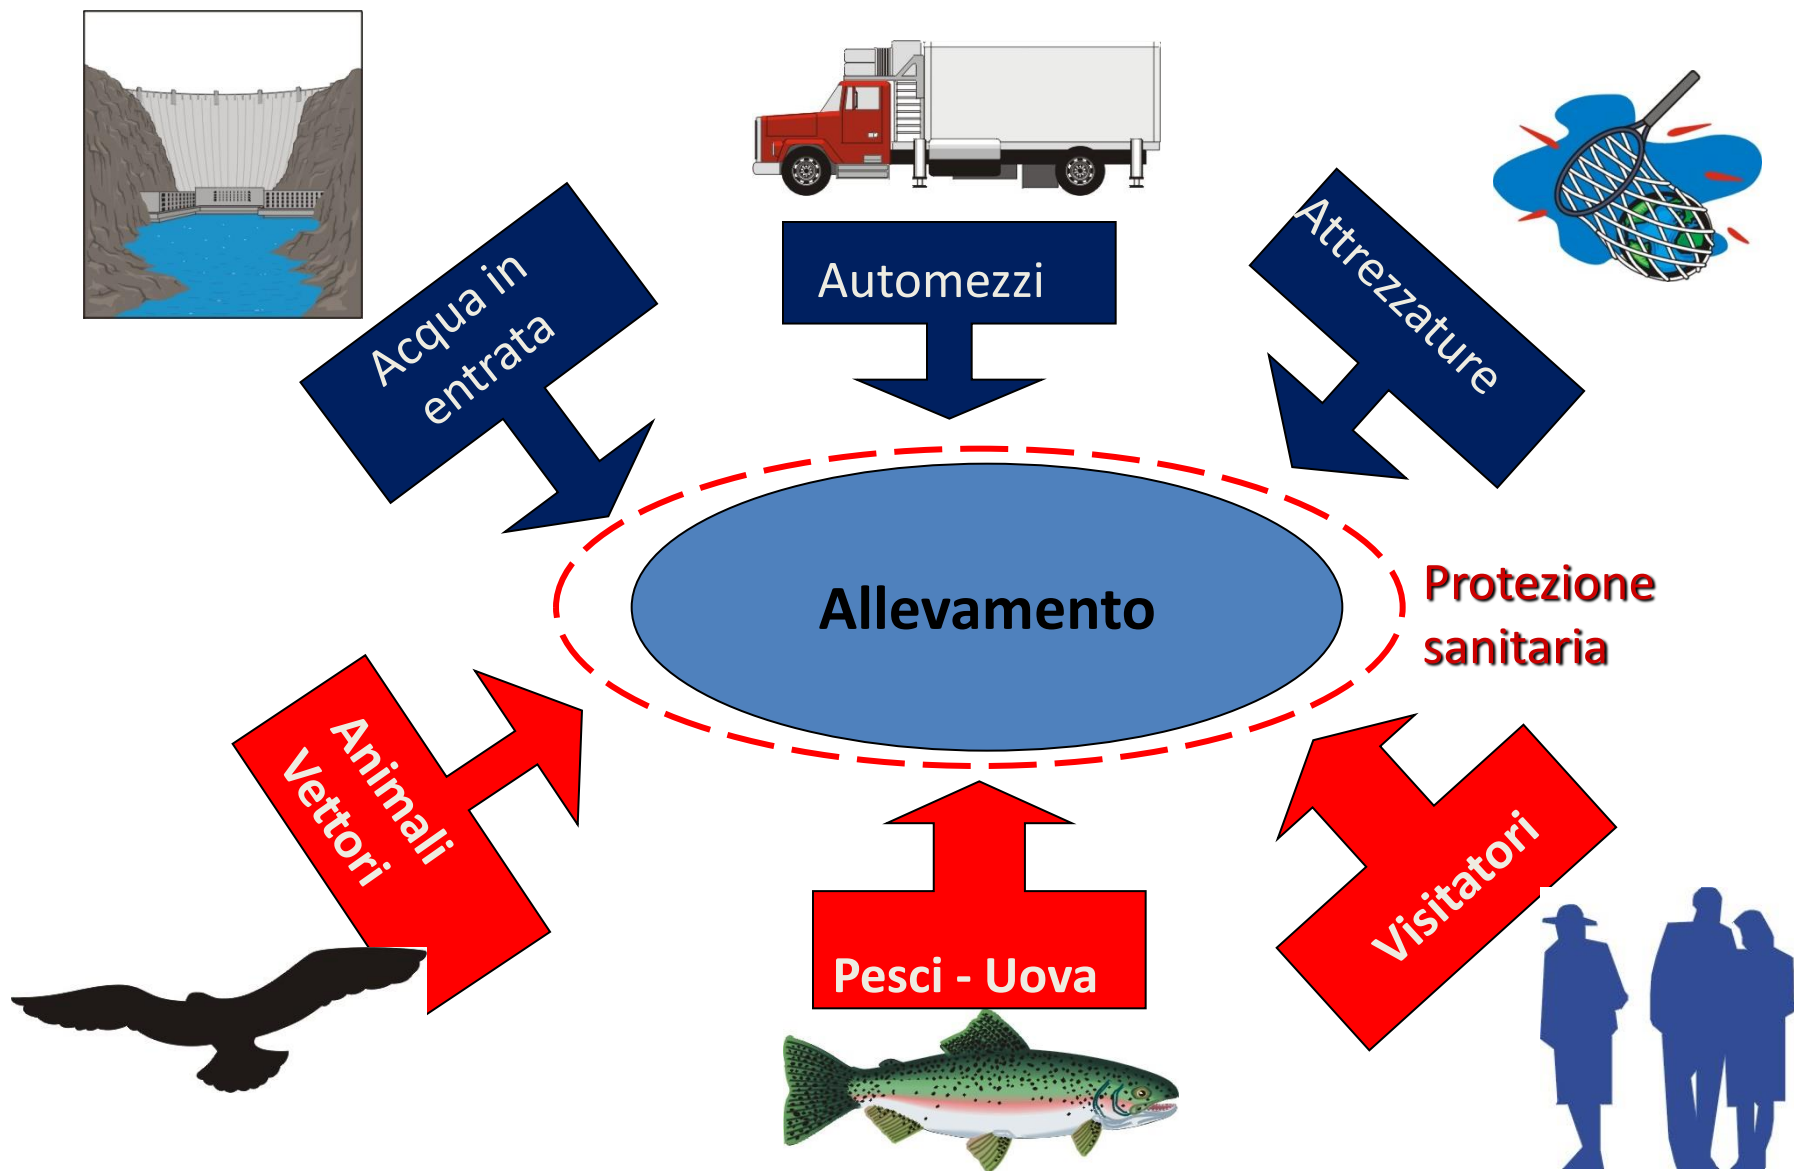 Acqua in
entrata
Automezzi
Attrezzature
Allevamento
Protezione
sanitaria
Animali
Vettori
Pesci - Uova
Visitatori